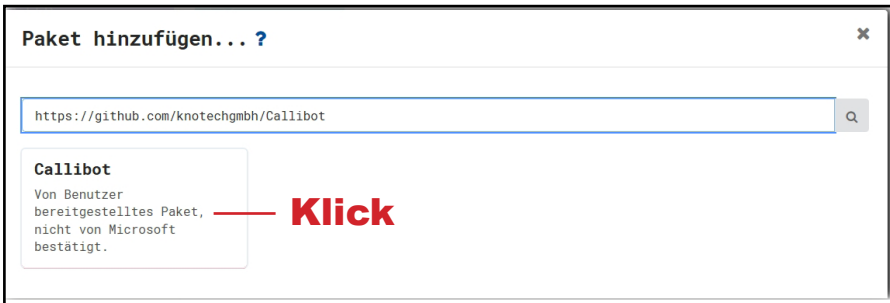 Paket hinzufügen... ?
https://github.com/knotechgmbh/Callibot
Callibot
Von Benutzer
bereitgestelltes Paket,
nicht von Microsoft
bestätigt.
Klick